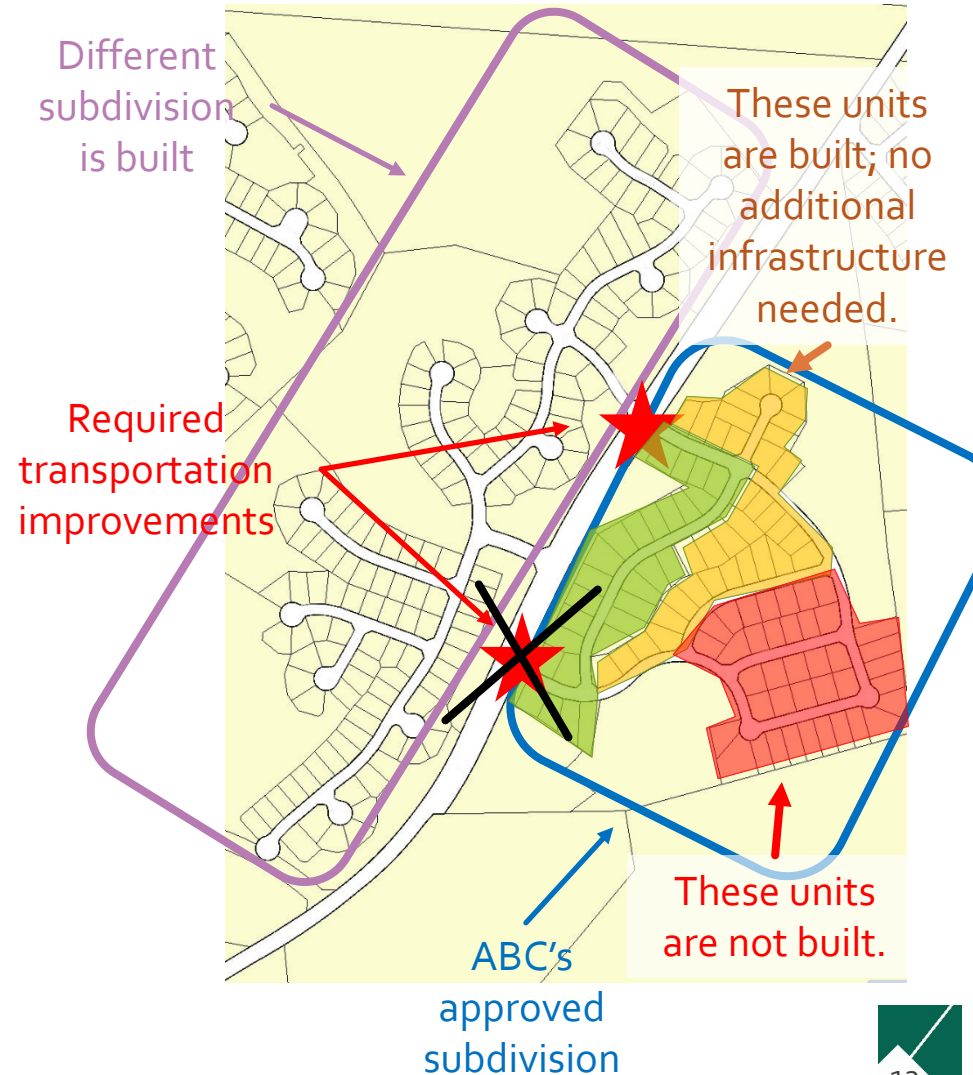 Different
subdivision
is built
These units
are built; no
additional
infrastructure
needed.
Required
transportation
improvements
These units
are not built.
ABC's
approved
subdivision